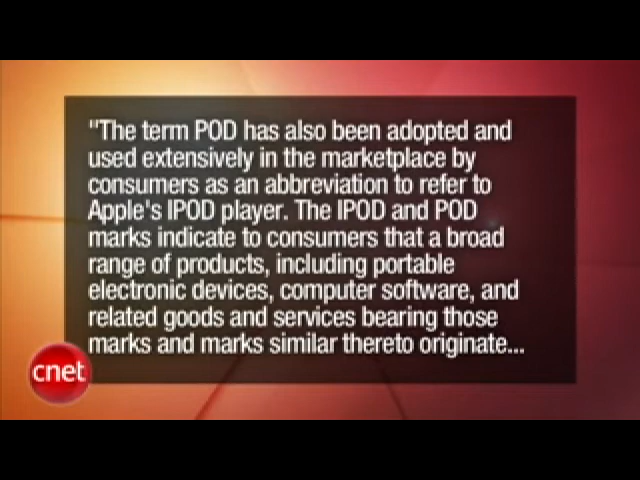 "The term POD has also been adopted and
used extensively in the marketplace by
consumers as an abbreviation to refer to
Apple's IPOD player. The IPOD and POD
marks indicate to consumers that a broad
range of products, including portable
electronic devices, computer software, and
related goods and services bearing those
marks and marks similar thereto originate...
cnet